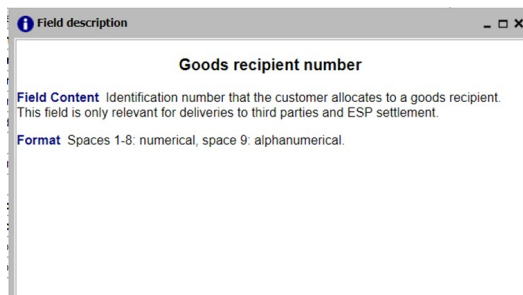 Field description
Goods recipient number
Field Content Identification number that the customer allocates to a goods recipient.
This field is only relevant for deliveries to third parties and ESP settlement.
Format Spaces 1-8: numerical, space 9: alphanumerical.